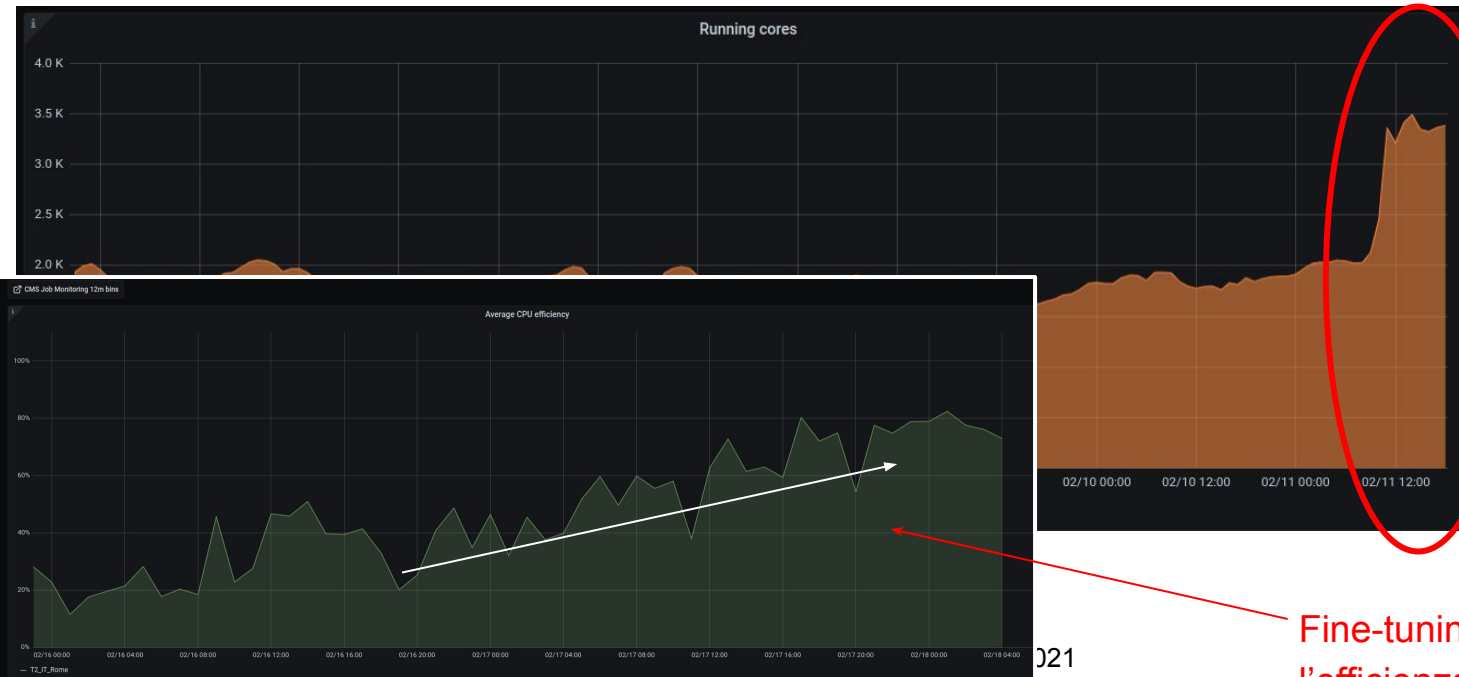 Running cores
4.0 K
3.5 K
3.0 K
2.5 K
2.0 K
02/10 00:00 02/10 12:00 02/11 00:00 02/11 12:00
CMS Job Monitoring 12m bins
Average CPU efficiency
100%
80%
60%
40%
20%
0%
02/16 00:00 02/16 04:00 02/16 08:00 02/16 12:00 02/16 16:00 02/16 20:00 02/17 00:00 02/17 04:00 02/17 08:00 02/17 12:00 02/17 16:00 02/17 20:00 02/18 00:00 02/18 04:00
T2_IT_Rome
021
Fine-tunin